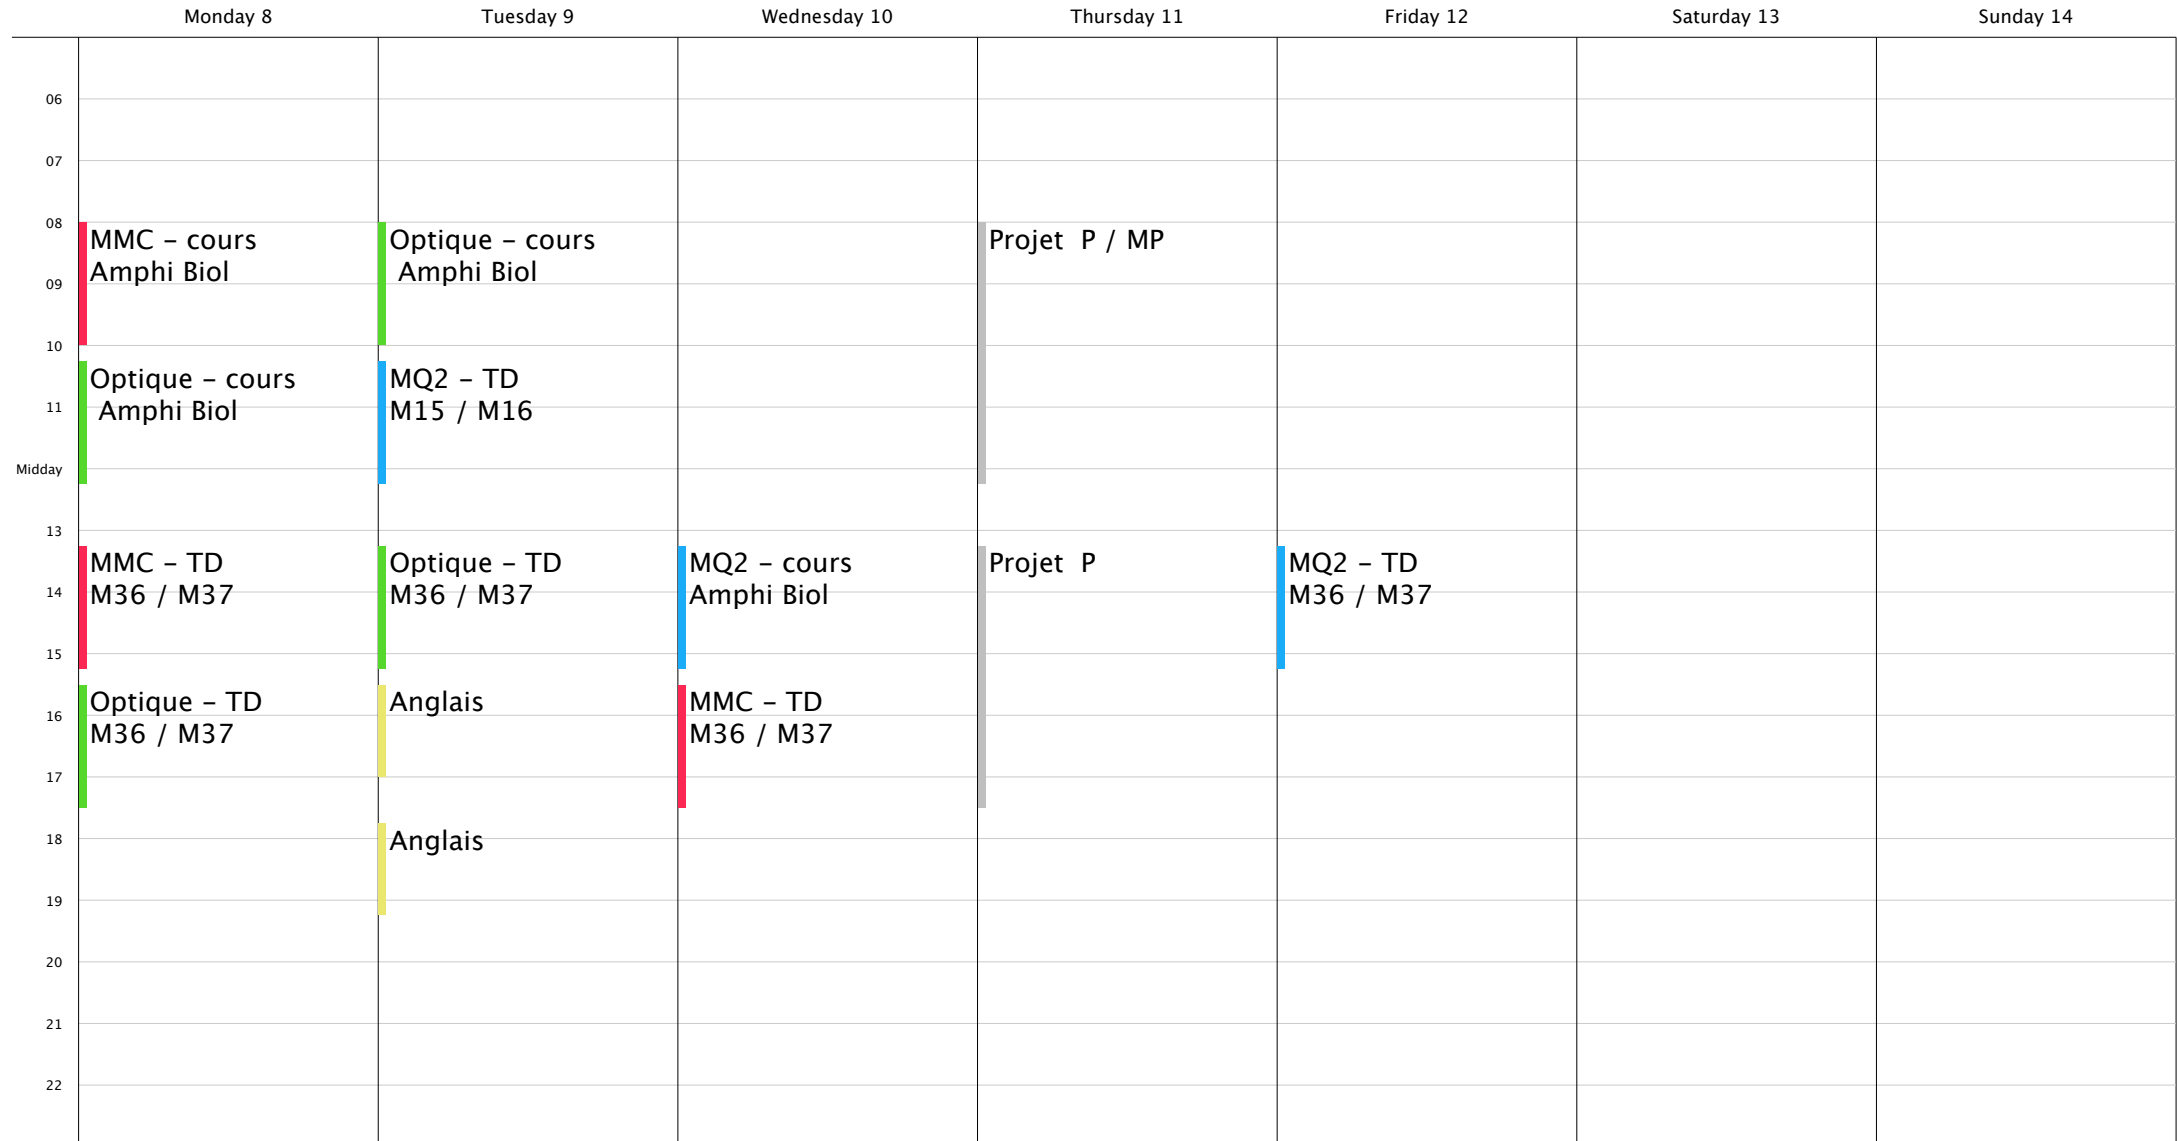 Monday 8
Tuesday 9
Wednesday 10
Thursday 11
Friday 12
Saturday 13
Sunday 14
06
07
08
09
10
11
Midday
13
14
15
16
17
18
19
20
21
22
MMC – cours
Amphi Biol
Optique – cours
Amphi Biol
MMC – TD
M36 / M37
Optique – TD
M36 / M37
Optique – cours
Amphi Biol
MQ2 – TD
M15 / M16
Optique – TD
M36 / M37
Anglais
Anglais
MQ2 – cours
Amphi Biol
MMC – TD
M36 / M37
Projet P / MP
Projet P
MQ2 – TD
M36 / M37